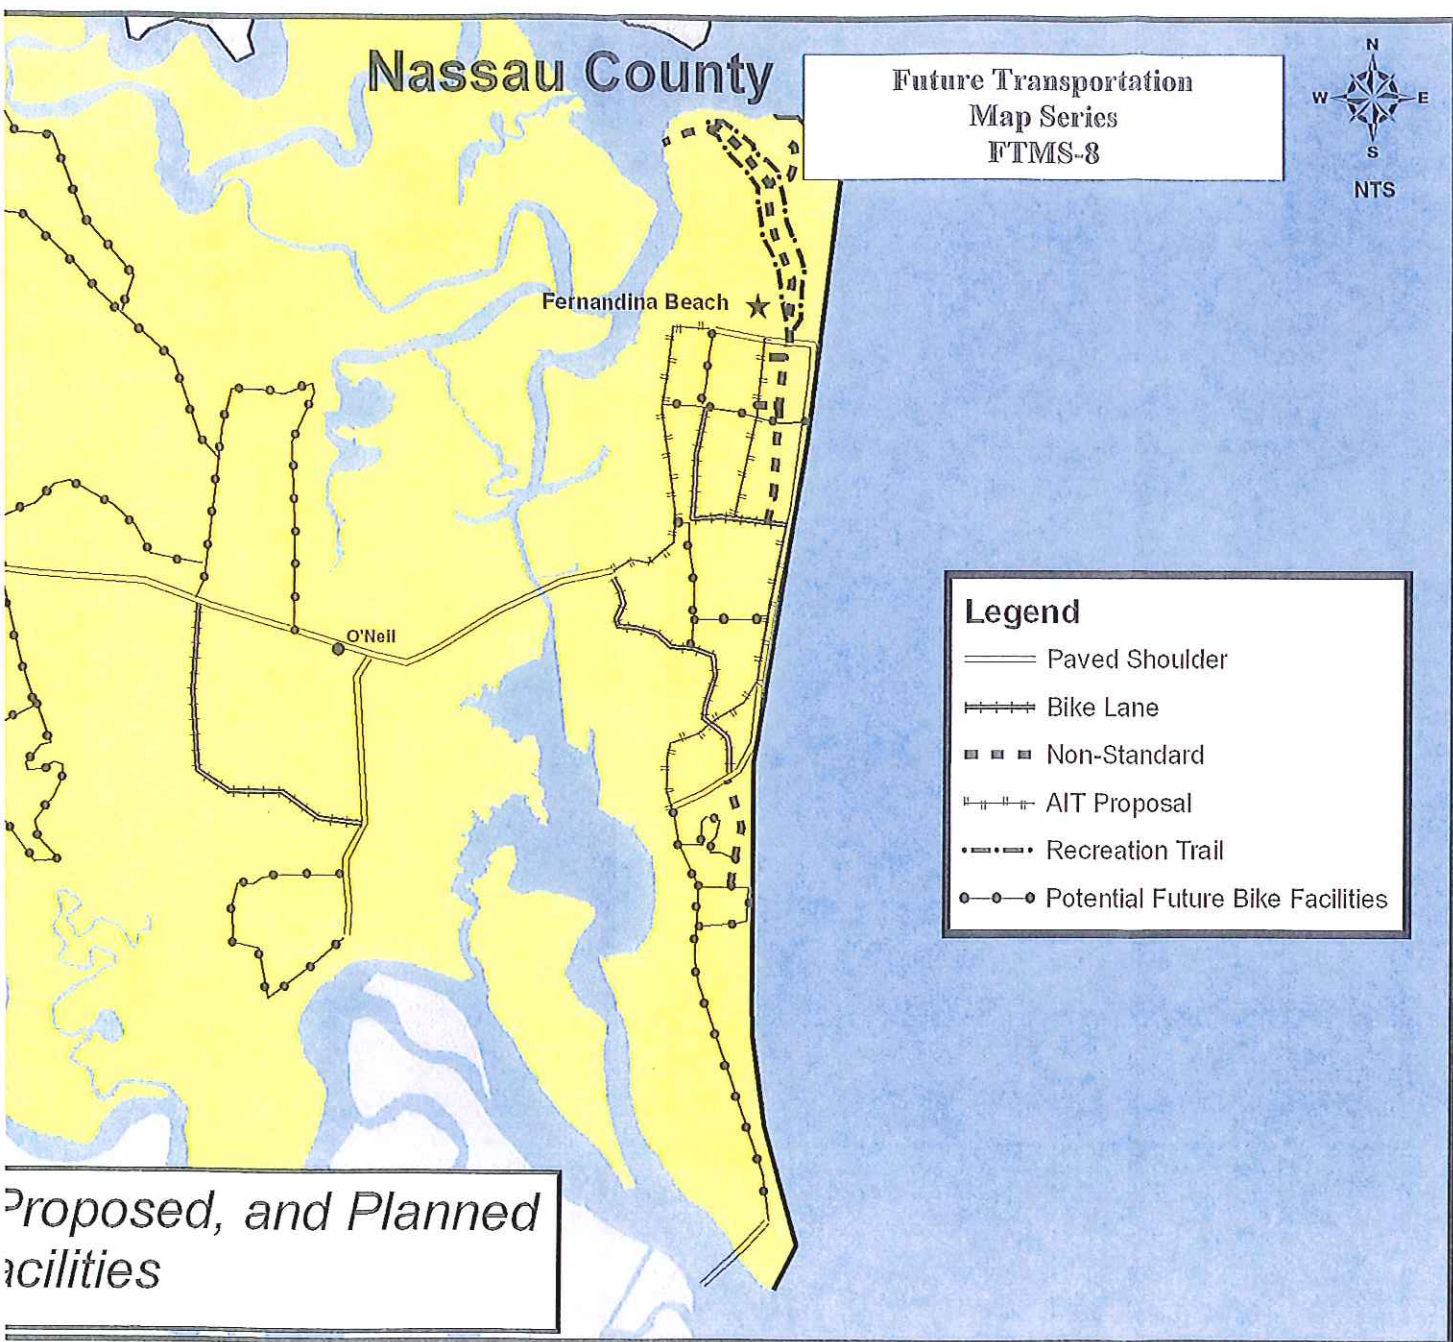 Nassau County
Future Transportation
Map Series
FTMS-8
N
W
E
S
NTS
Fernandina Beach
O'Neil
Legend
Paved Shoulder
Bike Lane
Non-Standard
AIT Proposal
Recreation Trail
Potential Future Bike Facilities
Proposed, and Planned
acilities